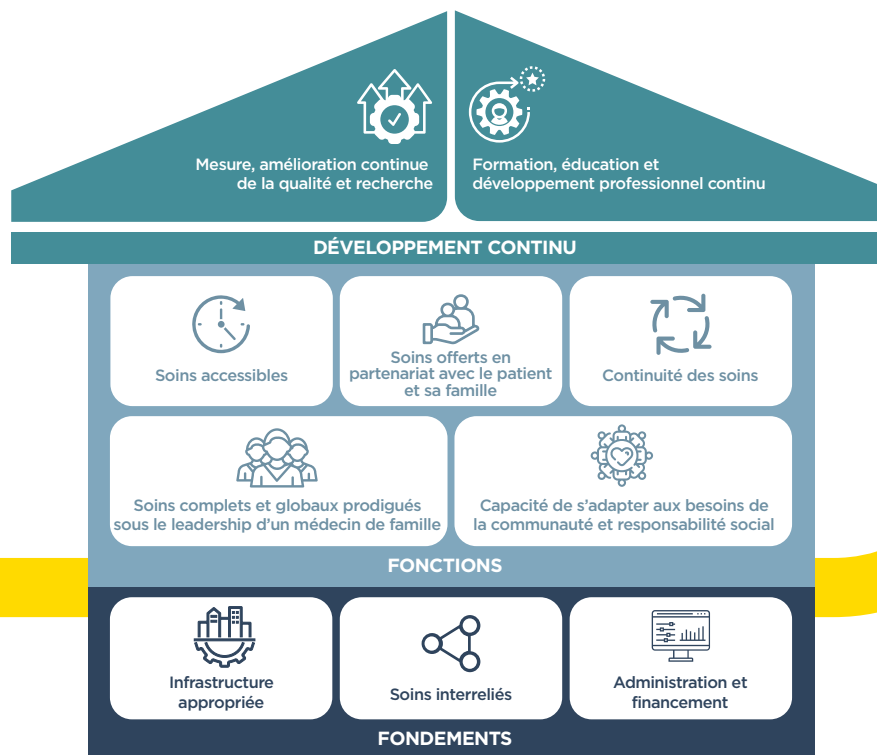 Mesure, amélioration continue
de la qualité et recherche
Formation, éducation et
développement professionnel continu
DÉVELOPPEMENT CONTINU
Soins accessibles
Soins offerts en
partenariat avec le patient
et sa famille
Continuité des soins
Soins complets et globaux prodigués
sous le leadership d’un médecin de famille
Capacité de s’adapter aux besoins de
la communauté et responsabilité social
FONCTIONS
Infrastructure
appropriée
Soins interreliés
Administration et
financement
FONDEMENTS